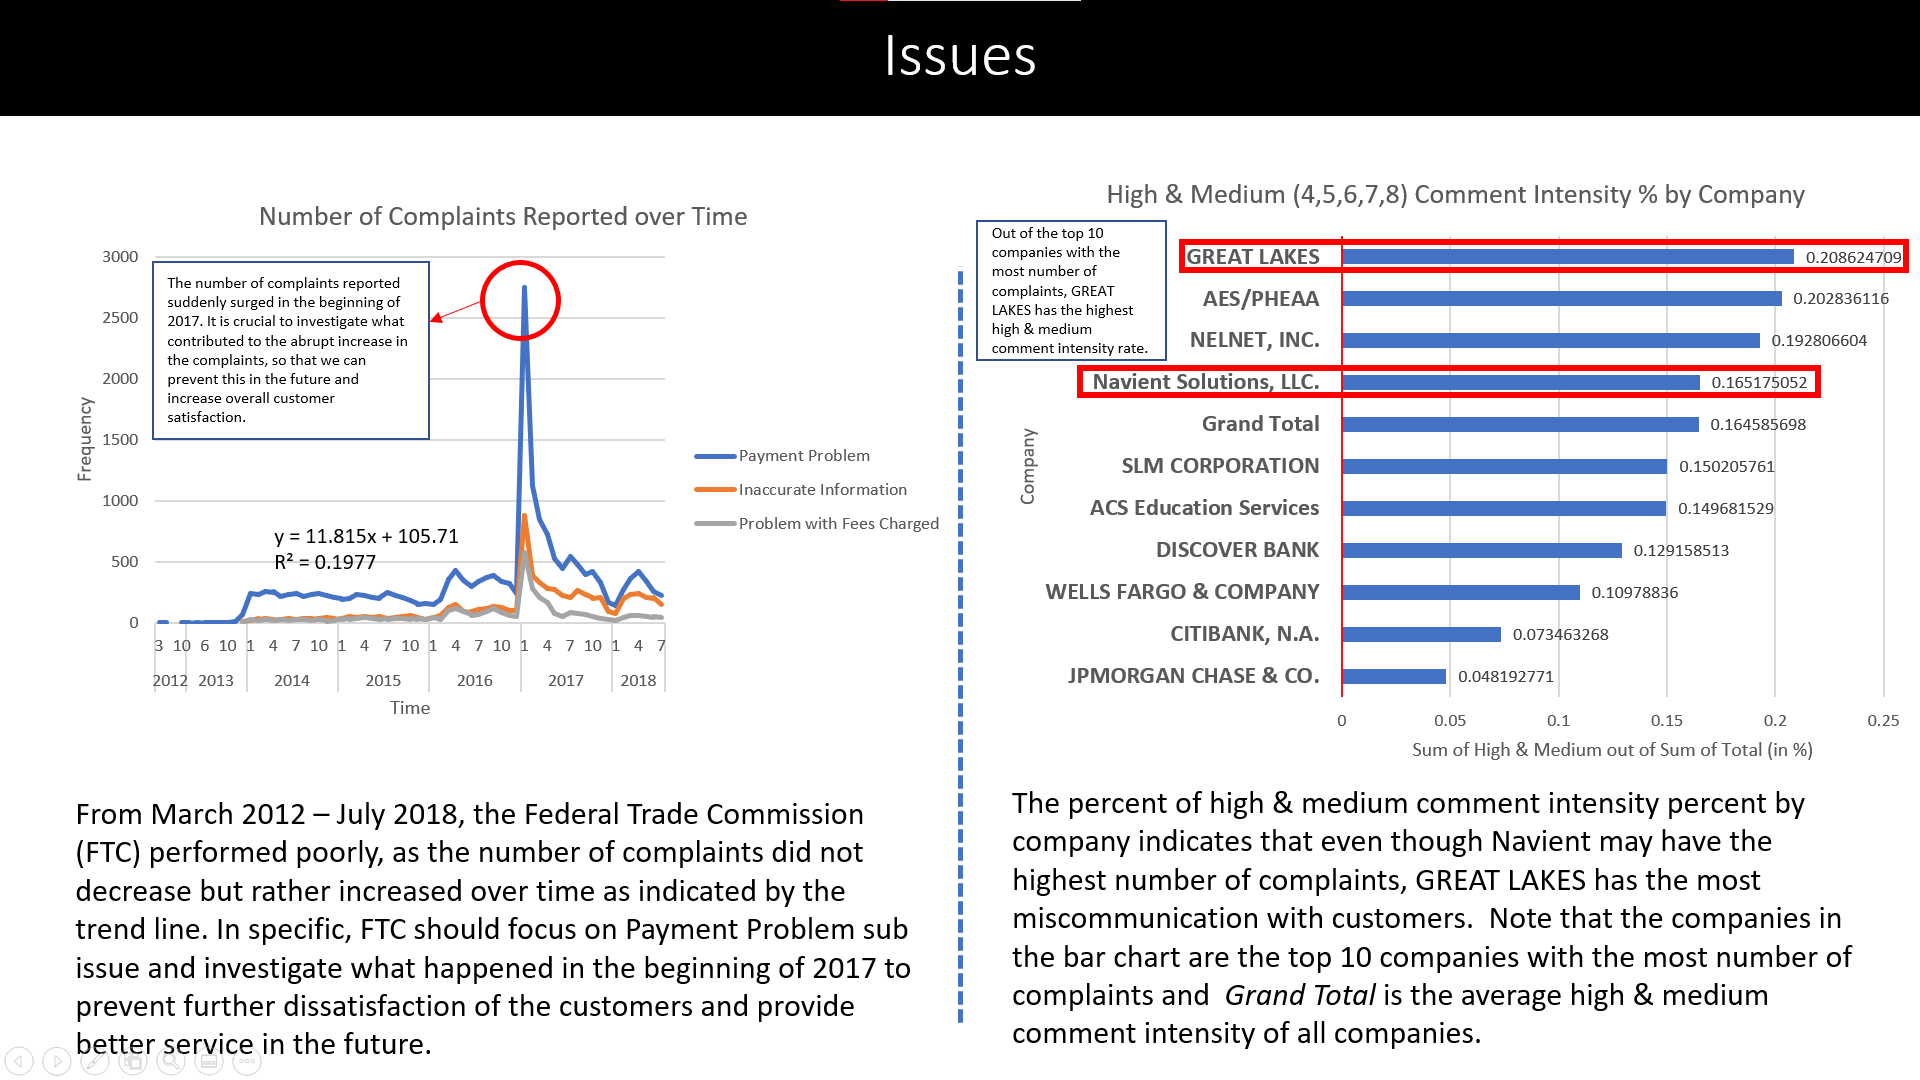 Issues
Number of Complaints Reported over Time
3000
2500
2000
1500
1000
500
0
Frequency
The number of complaints reported
suddenly surged in the beginning of
2017. It is crucial to investigate what
contributed to the abrupt increase in
the complaints, so that we can
prevent this in the future and
increase overall customer
satisfaction.
y = 11.815x + 105.71
R² = 0.1977
Payment Problem
Inaccurate Information
Problem with Fees Charged
3 10 6 10 1 4 7 10 1 4 7 10 1 4 7 10 1 4 7 10 1 4 7
2012 2013 2014 2015 2016 2017 2018
Time
From March 2012 – July 2018, the Federal Trade Commission
(FTC) performed poorly, as the number of complaints did not
decrease but rather increased over time as indicated by the
trend line. In specific, FTC should focus on Payment Problem sub
issue and investigate what happened in the beginning of 2017 to
prevent further dissatisfaction of the customers and provide
better service in the future.
High & Medium (4,5,6,7,8) Comment Intensity % by Company
Out of the top 10
companies with the
most number of
complaints, GREAT
LAKES has the highest
high & medium
comment intensity rate.
Company
GREAT LAKES 0.208624709
AES/PHEAA 0.202836116
NELNET, INC. 0.192806604
Navient Solutions, LLC. 0.165175052
Grand Total 0.164585698
SLM CORPORATION 0.150205761
ACS Education Services 0.149681529
DISCOVER BANK 0.129158513
WELLS FARGO & COMPANY 0.10978836
CITIBANK, N.A. 0.073463268
JPMORGAN CHASE & CO. 0.048192771
0 0.05 0.1 0.15 0.2 0.25
Sum of High & Medium out of Sum of Total (in %)
The percent of high & medium comment intensity percent by
company indicates that even though Navient may have the
highest number of complaints, GREAT LAKES has the most
miscommunication with customers.  Note that the companies in
the bar chart are the top 10 companies with the most number of
complaints and  Grand Total is the average high & medium
comment intensity of all companies.